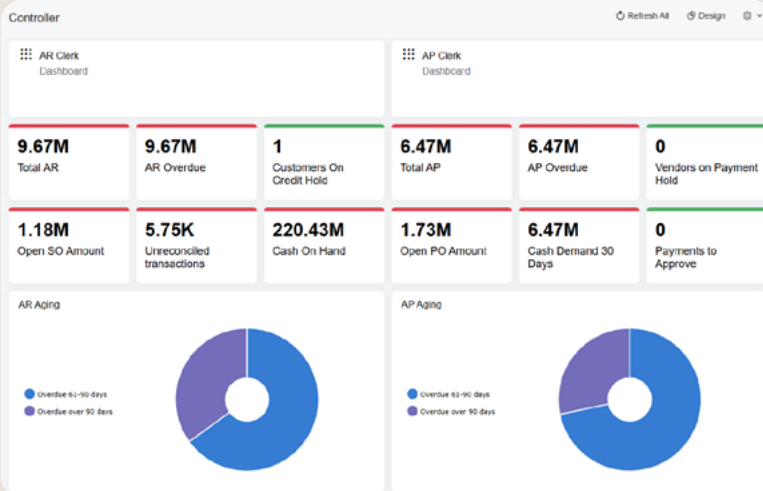 Controller
Refresh All
Design
AR Clerk
Dashboard
AP Clerk
Dashboard
9.67M
Total AR
9.67M
AR Overdue
1
Customers On
Credit Hold
6.47M
Total AP
6.47M
AP Overdue
0
Vendors on Payment
Hold
1.18M
Open SO Amount
5.75K
Unreconciled
transactions
220.43M
Cash On Hand
1.73M
Open PO Amount
6.47M
Cash Demand 30
Days
0
Payments to
Approve
AR Aging
Overdue 61-90 days
Overdue over 90 days
AP Aging
Overdue 61-90 days
Overdue over 90 days